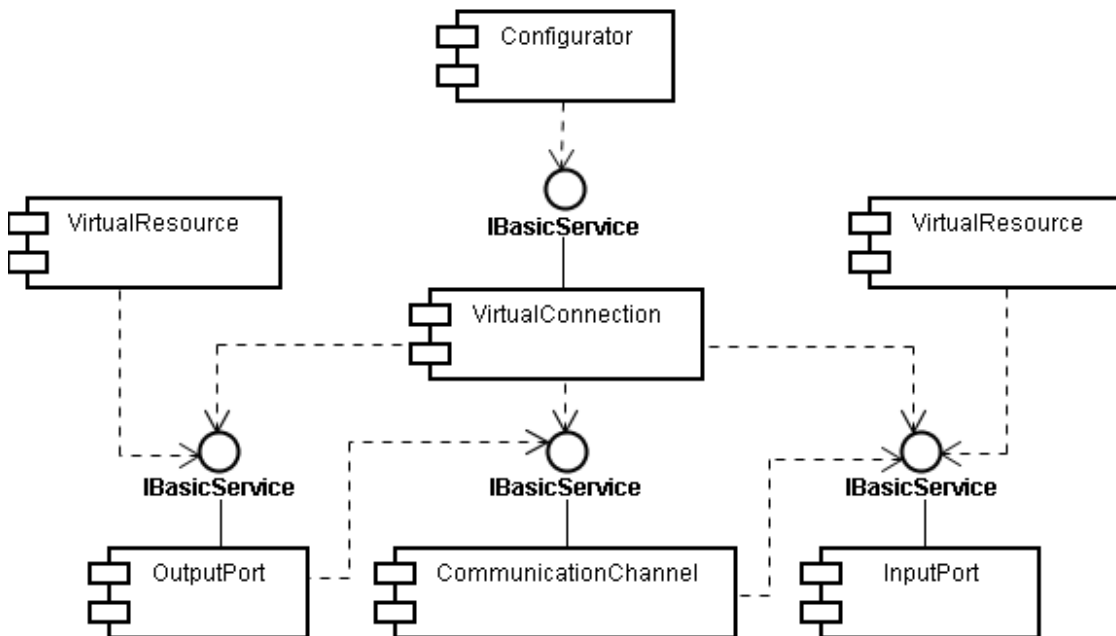 Configurator
IBasicService
VirtualResource
VirtualResource
VirtualConnection
IBasicService
IBasicService
IBasicService
OutputPort
CommunicationChannel
InputPort